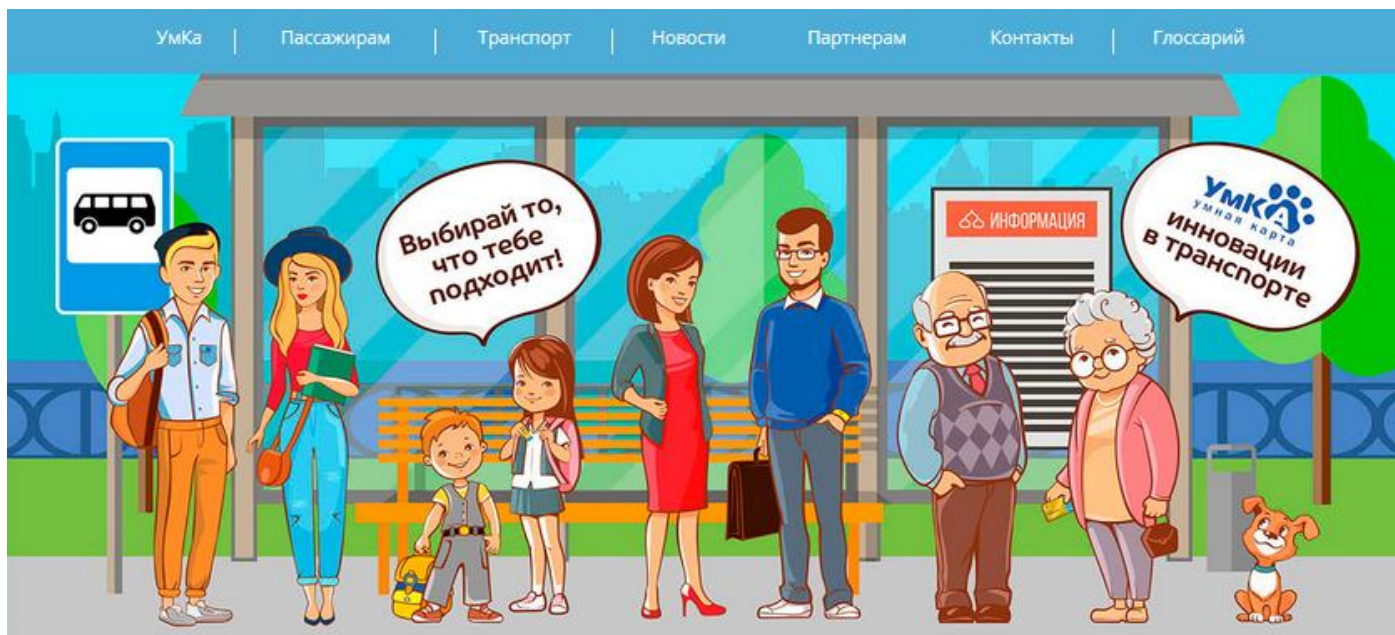 УмКа
Пассажирам
Транспорт
Новости
Партнерам
Контакты
Глоссарий
Выбирай то,
что тебе
подходит!
ИНФОРМАЦИЯ
УмКА
умная карта
инновации
в транспорте